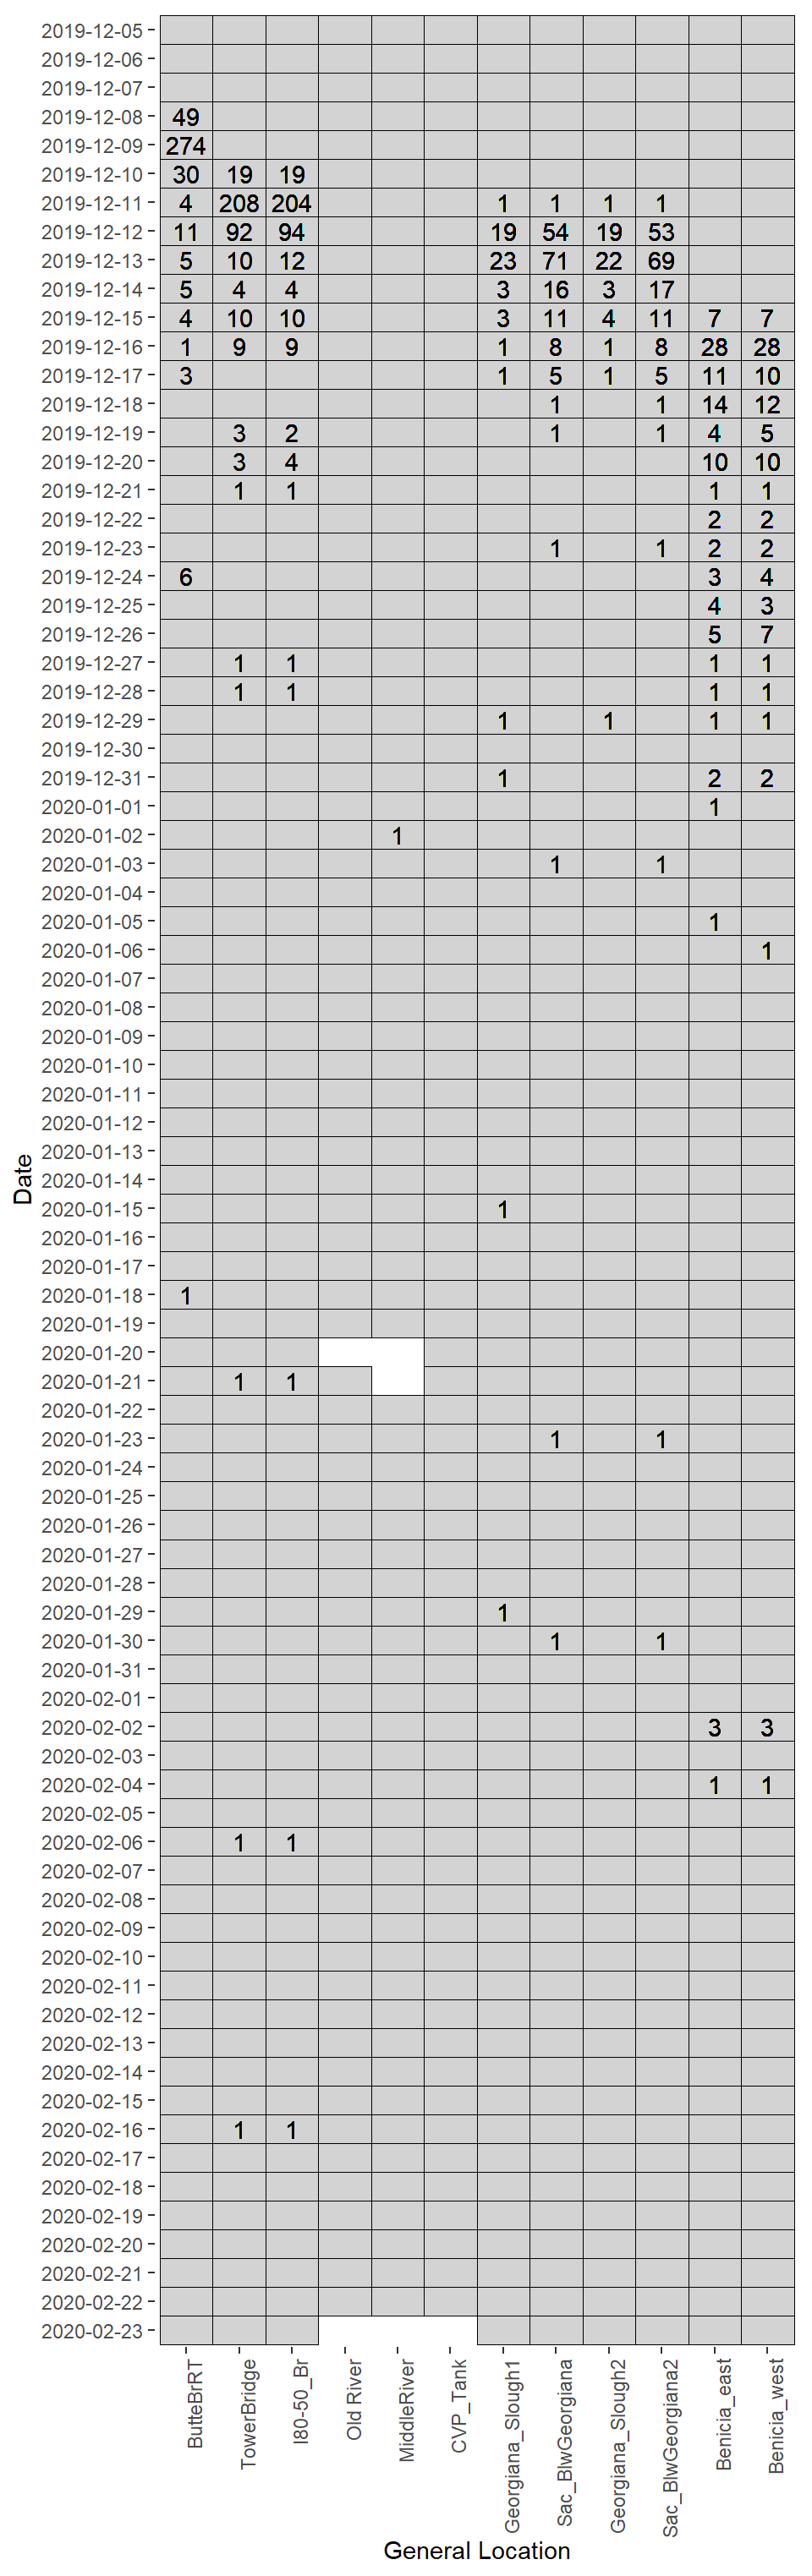 2019-12-05
2019-12-06
2019-12-07
2019-12-08 49
2019-12-09 274
2019-12-10 30 19 19
2019-12-11 4 208 204 1 1 1 1
2019-12-12 11 92 94 19 54 19 53
2019-12-13 5 10 12 23 71 22 69
2019-12-14 5 4 4 3 16 3 17
2019-12-15 4 10 10 3 11 4 11 7 7
2019-12-16 1 9 9 1 8 1 8 28 28
2019-12-17 3 1 5 1 5 11 10
2019-12-18 1 1 14 12
2019-12-19 3 2 1 1 4 5
2019-12-20 3 4 10 10
2019-12-21 1 1 1 1
2019-12-22 2 2
2019-12-23 1 1 2 2
2019-12-24 6 3 4
2019-12-25 4 3
2019-12-26 5 7
2019-12-27 1 1 1 1
2019-12-28 1 1 1 1
2019-12-29 1 1 1 1
2019-12-30
2019-12-31 1 2 2
2020-01-01 1
2020-01-02 1
2020-01-03 1 1
2020-01-04
2020-01-05 1
2020-01-06 1
2020-01-07
2020-01-08
2020-01-09
2020-01-10
2020-01-11
2020-01-12
2020-01-13
2020-01-14
2020-01-15 1
2020-01-16
2020-01-17
2020-01-18 1
2020-01-19
2020-01-20
2020-01-21 1 1
2020-01-22
2020-01-23 1 1
2020-01-24
2020-01-25
2020-01-26
2020-01-27
2020-01-28
2020-01-29 1
2020-01-30 1 1
2020-01-31
2020-02-01
2020-02-02 3 3
2020-02-03
2020-02-04 1 1
2020-02-05
2020-02-06 1 1
2020-02-07
2020-02-08
2020-02-09
2020-02-10
2020-02-11
2020-02-12
2020-02-13
2020-02-14
2020-02-15
2020-02-16 1 1
2020-02-17
2020-02-18
2020-02-19
2020-02-20
2020-02-21
2020-02-22
2020-02-23
Date
ButteBrRT
TowerBridge
I80-50_Br
Old River
MiddleRiver
CVP_Tank
Georgiana_Slough1
Sac_BlwGeorgiana
Georgiana_Slough2
Sac_BlwGeorgiana2
Benicia_east
Benicia_west
General Location